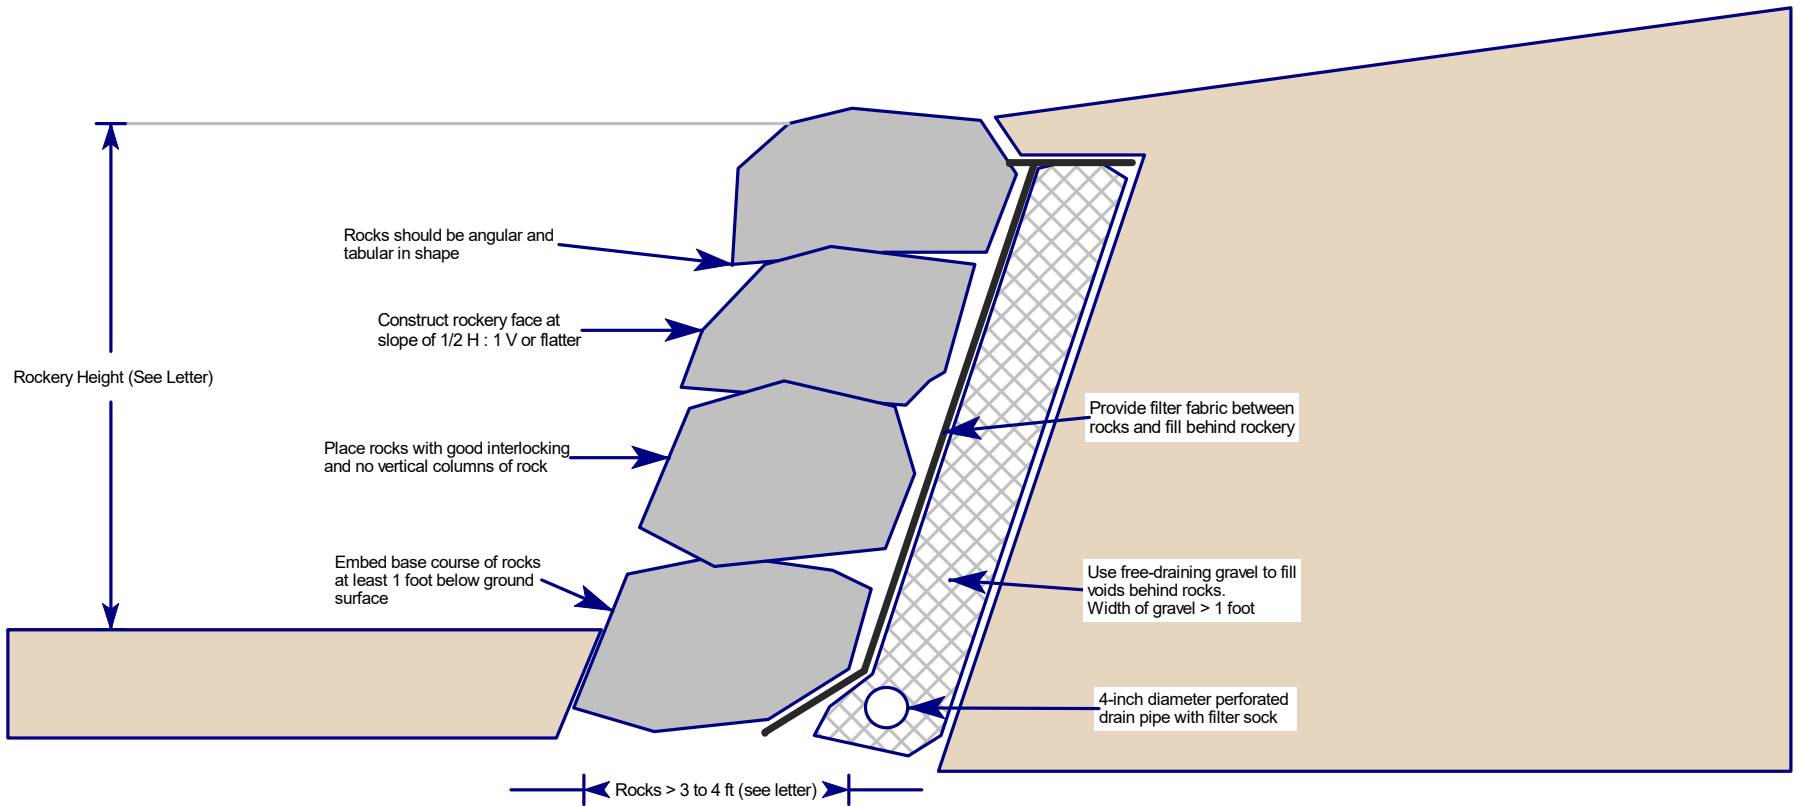 Rocks should be angular and
tabular in shape
Construct rockery face at
slope of 1/2 H : 1 V or flatter
Rockery Height (See Letter)
Place rocks with good interlocking
and no vertical columns of rock
Embed base course of rocks
at least 1 foot below ground
surface
Provide filter fabric between
rocks and fill behind rockery
Use free-draining gravel to fill
voids behind rocks.
Width of gravel > 1 foot
4-inch diameter perforated
drain pipe with filter sock
Rocks > 3 to 4 ft (see letter)